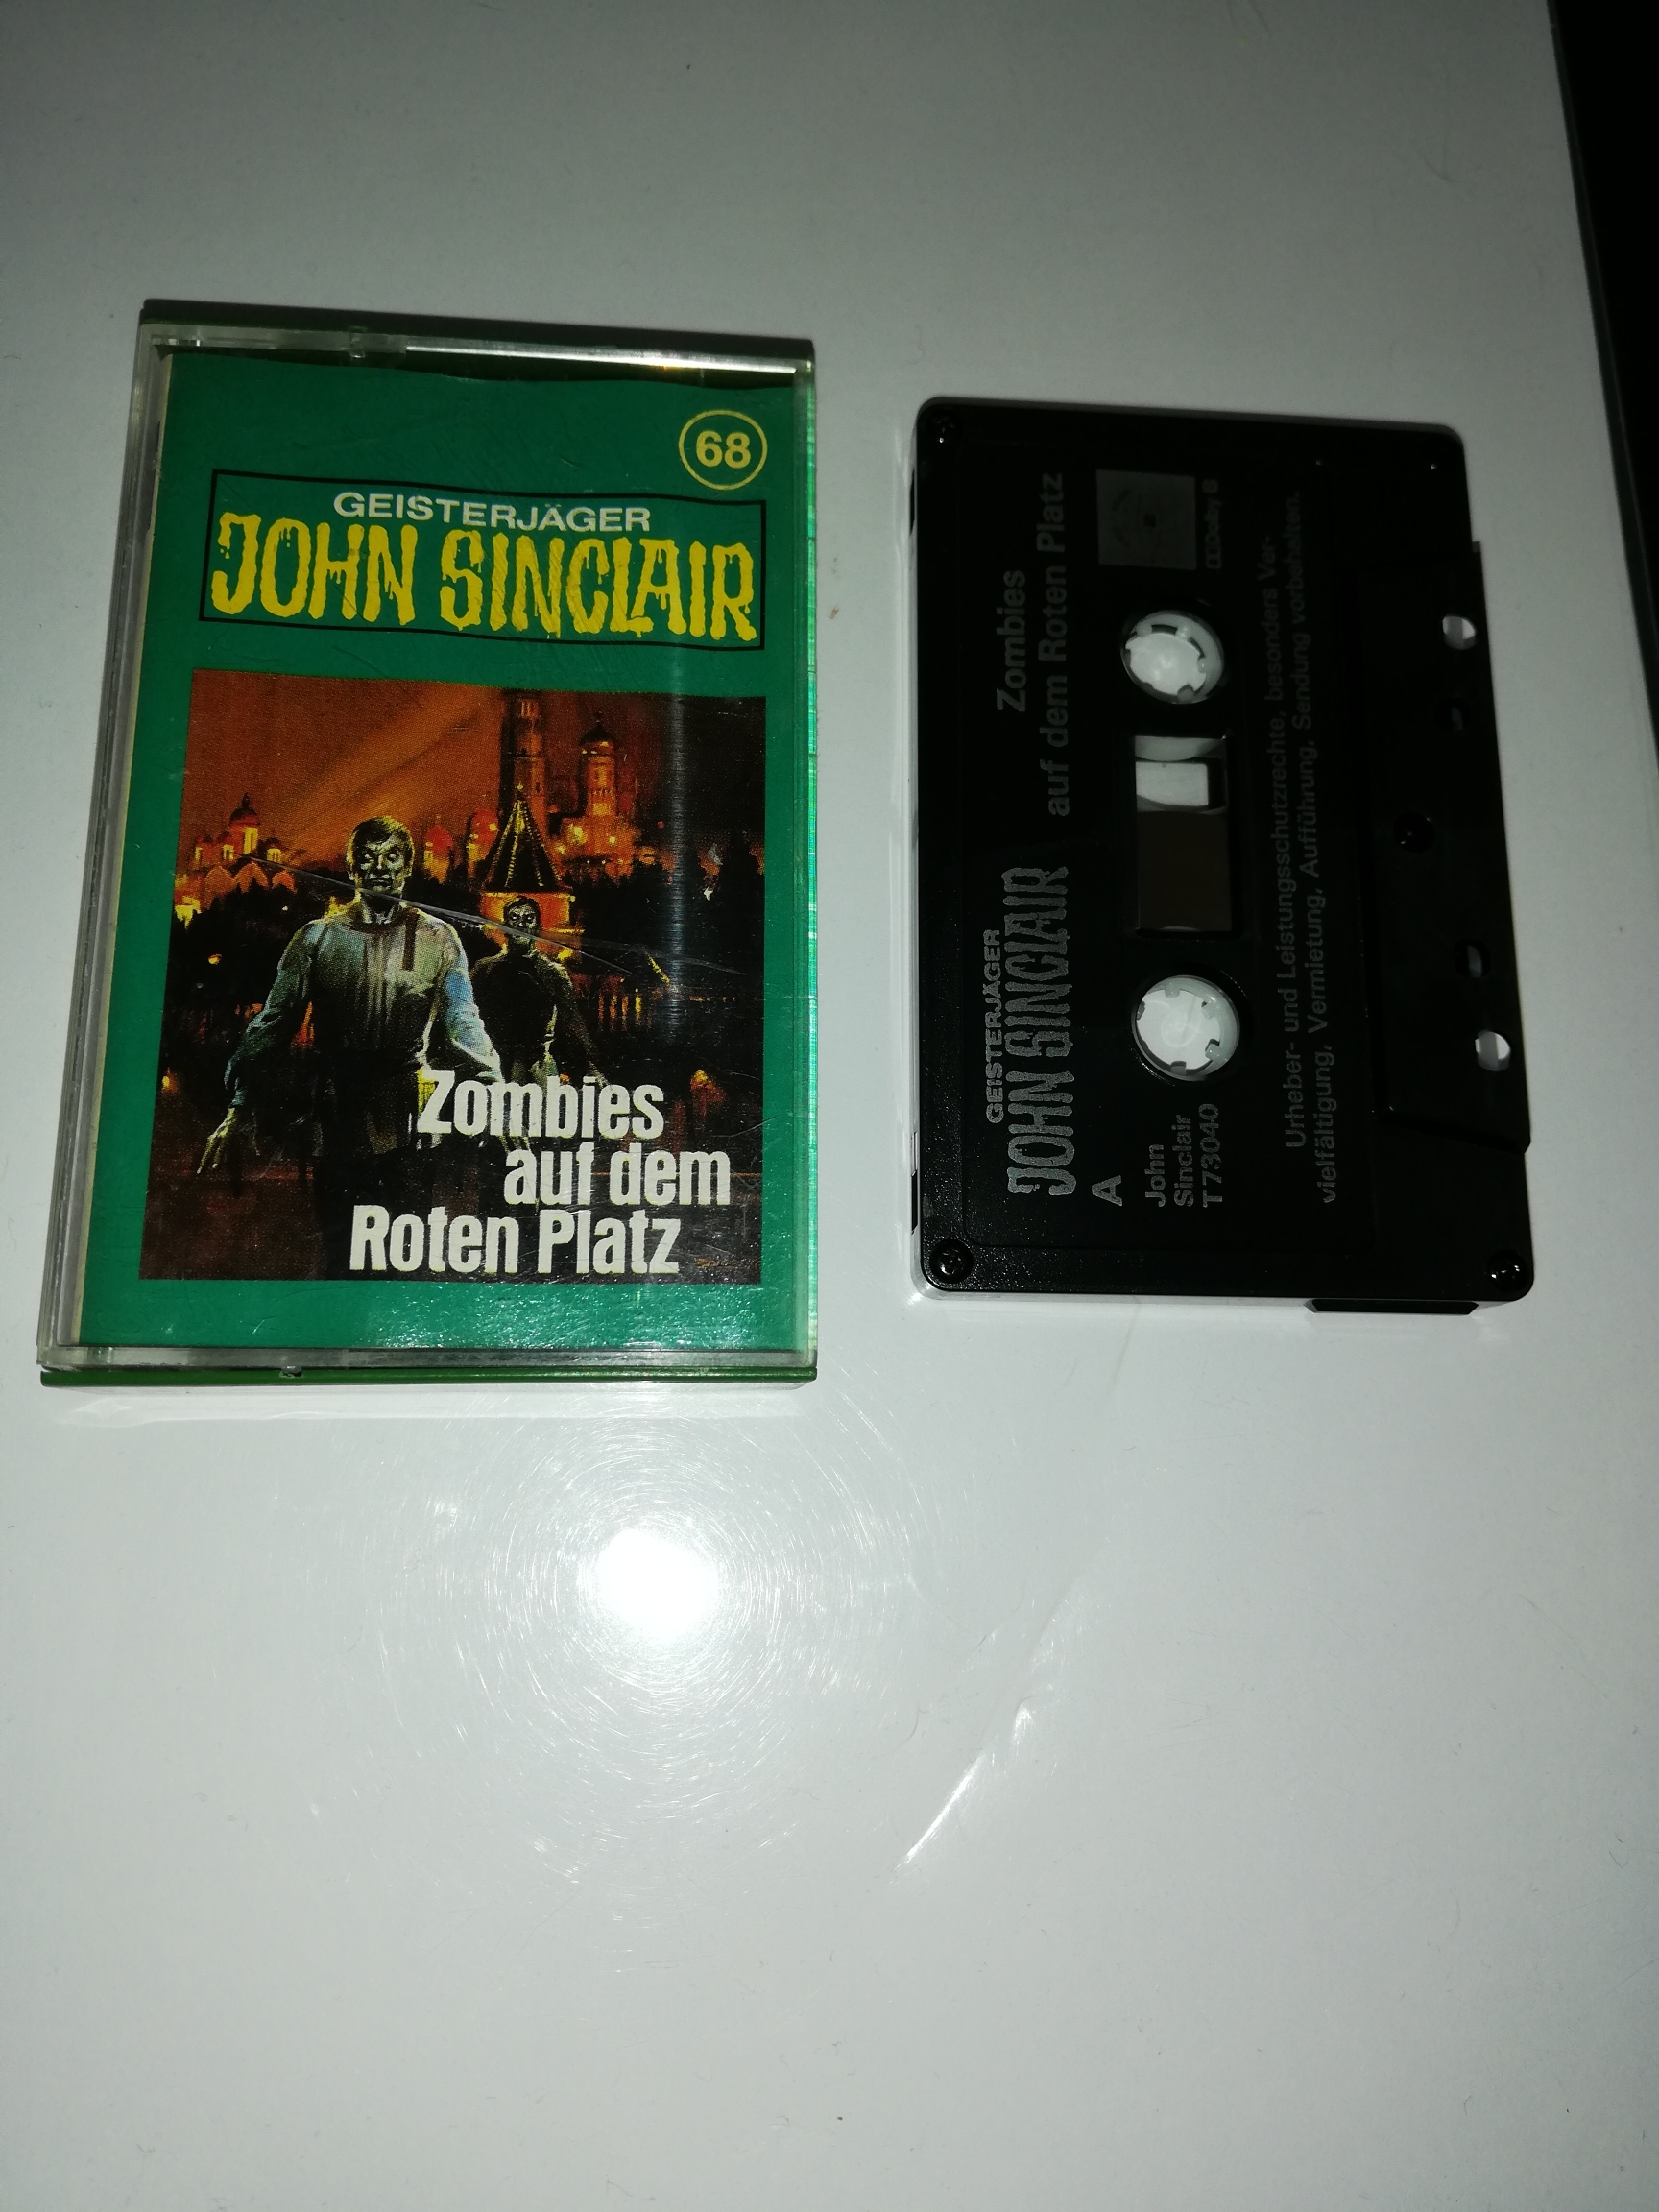 68
GEISTERJÄGER
JOHN SINCLAIR
Zombies
auf dem
Roten Platz
GEISTERJÄGER
JOHN SINCLAIR
Zombies
auf dem Roten Platz
A
John
Sinclair
T 73040
Dolby B
Urheber- und Leistungsschutzrechte, besonders Ver-
vielfältigung, Vermietung, Aufführung, Sendung vorbehalten.